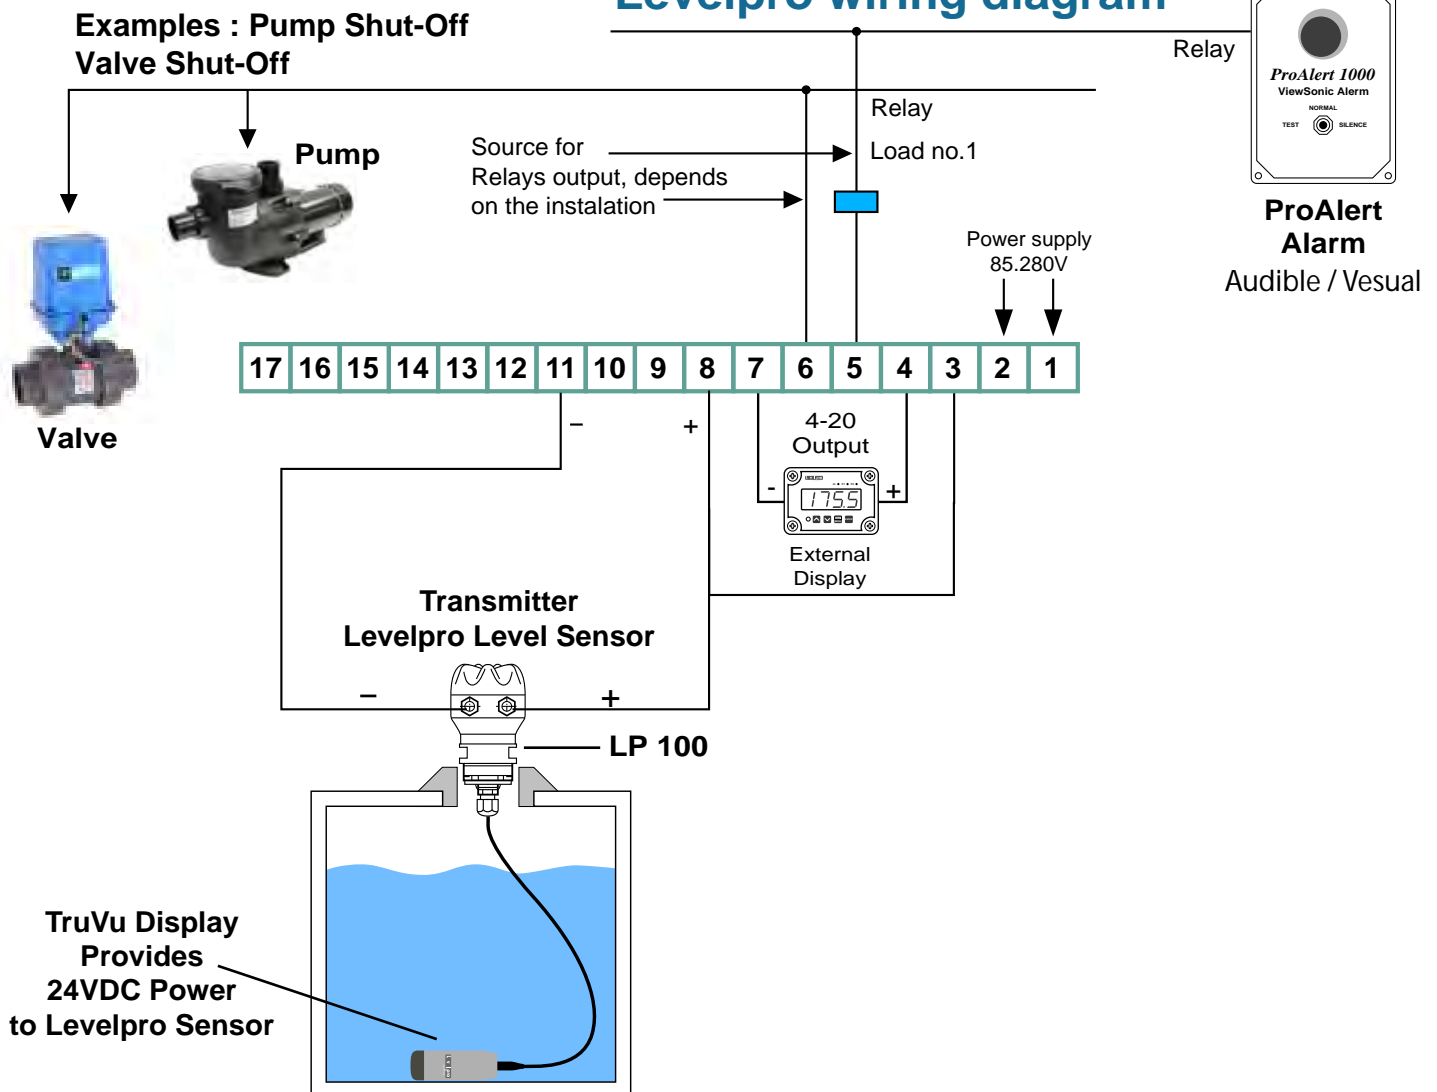 Levelpro wiring diagram
Examples : Pump Shut-Off
Valve Shut-Off
Relay
ProAlert 1000
ViewSonic Alerm
NORMAL
TEST
SILENCE
ProAlert
Alarm
Audible / Vesual
Pump
Source for
Relays output, depends
on the instalation
Relay
Load no.1
Power supply
85.280V
Valve
17 16 15 14 13 12 11 10 9 8 7 6 5 4 3 2 1
–
+
4-20
Output
-
175.5
+
External
Display
Transmitter
Levelpro Level Sensor
–
+
LP 100
TruVu Display
Provides
24VDC Power
to Levelpro Sensor